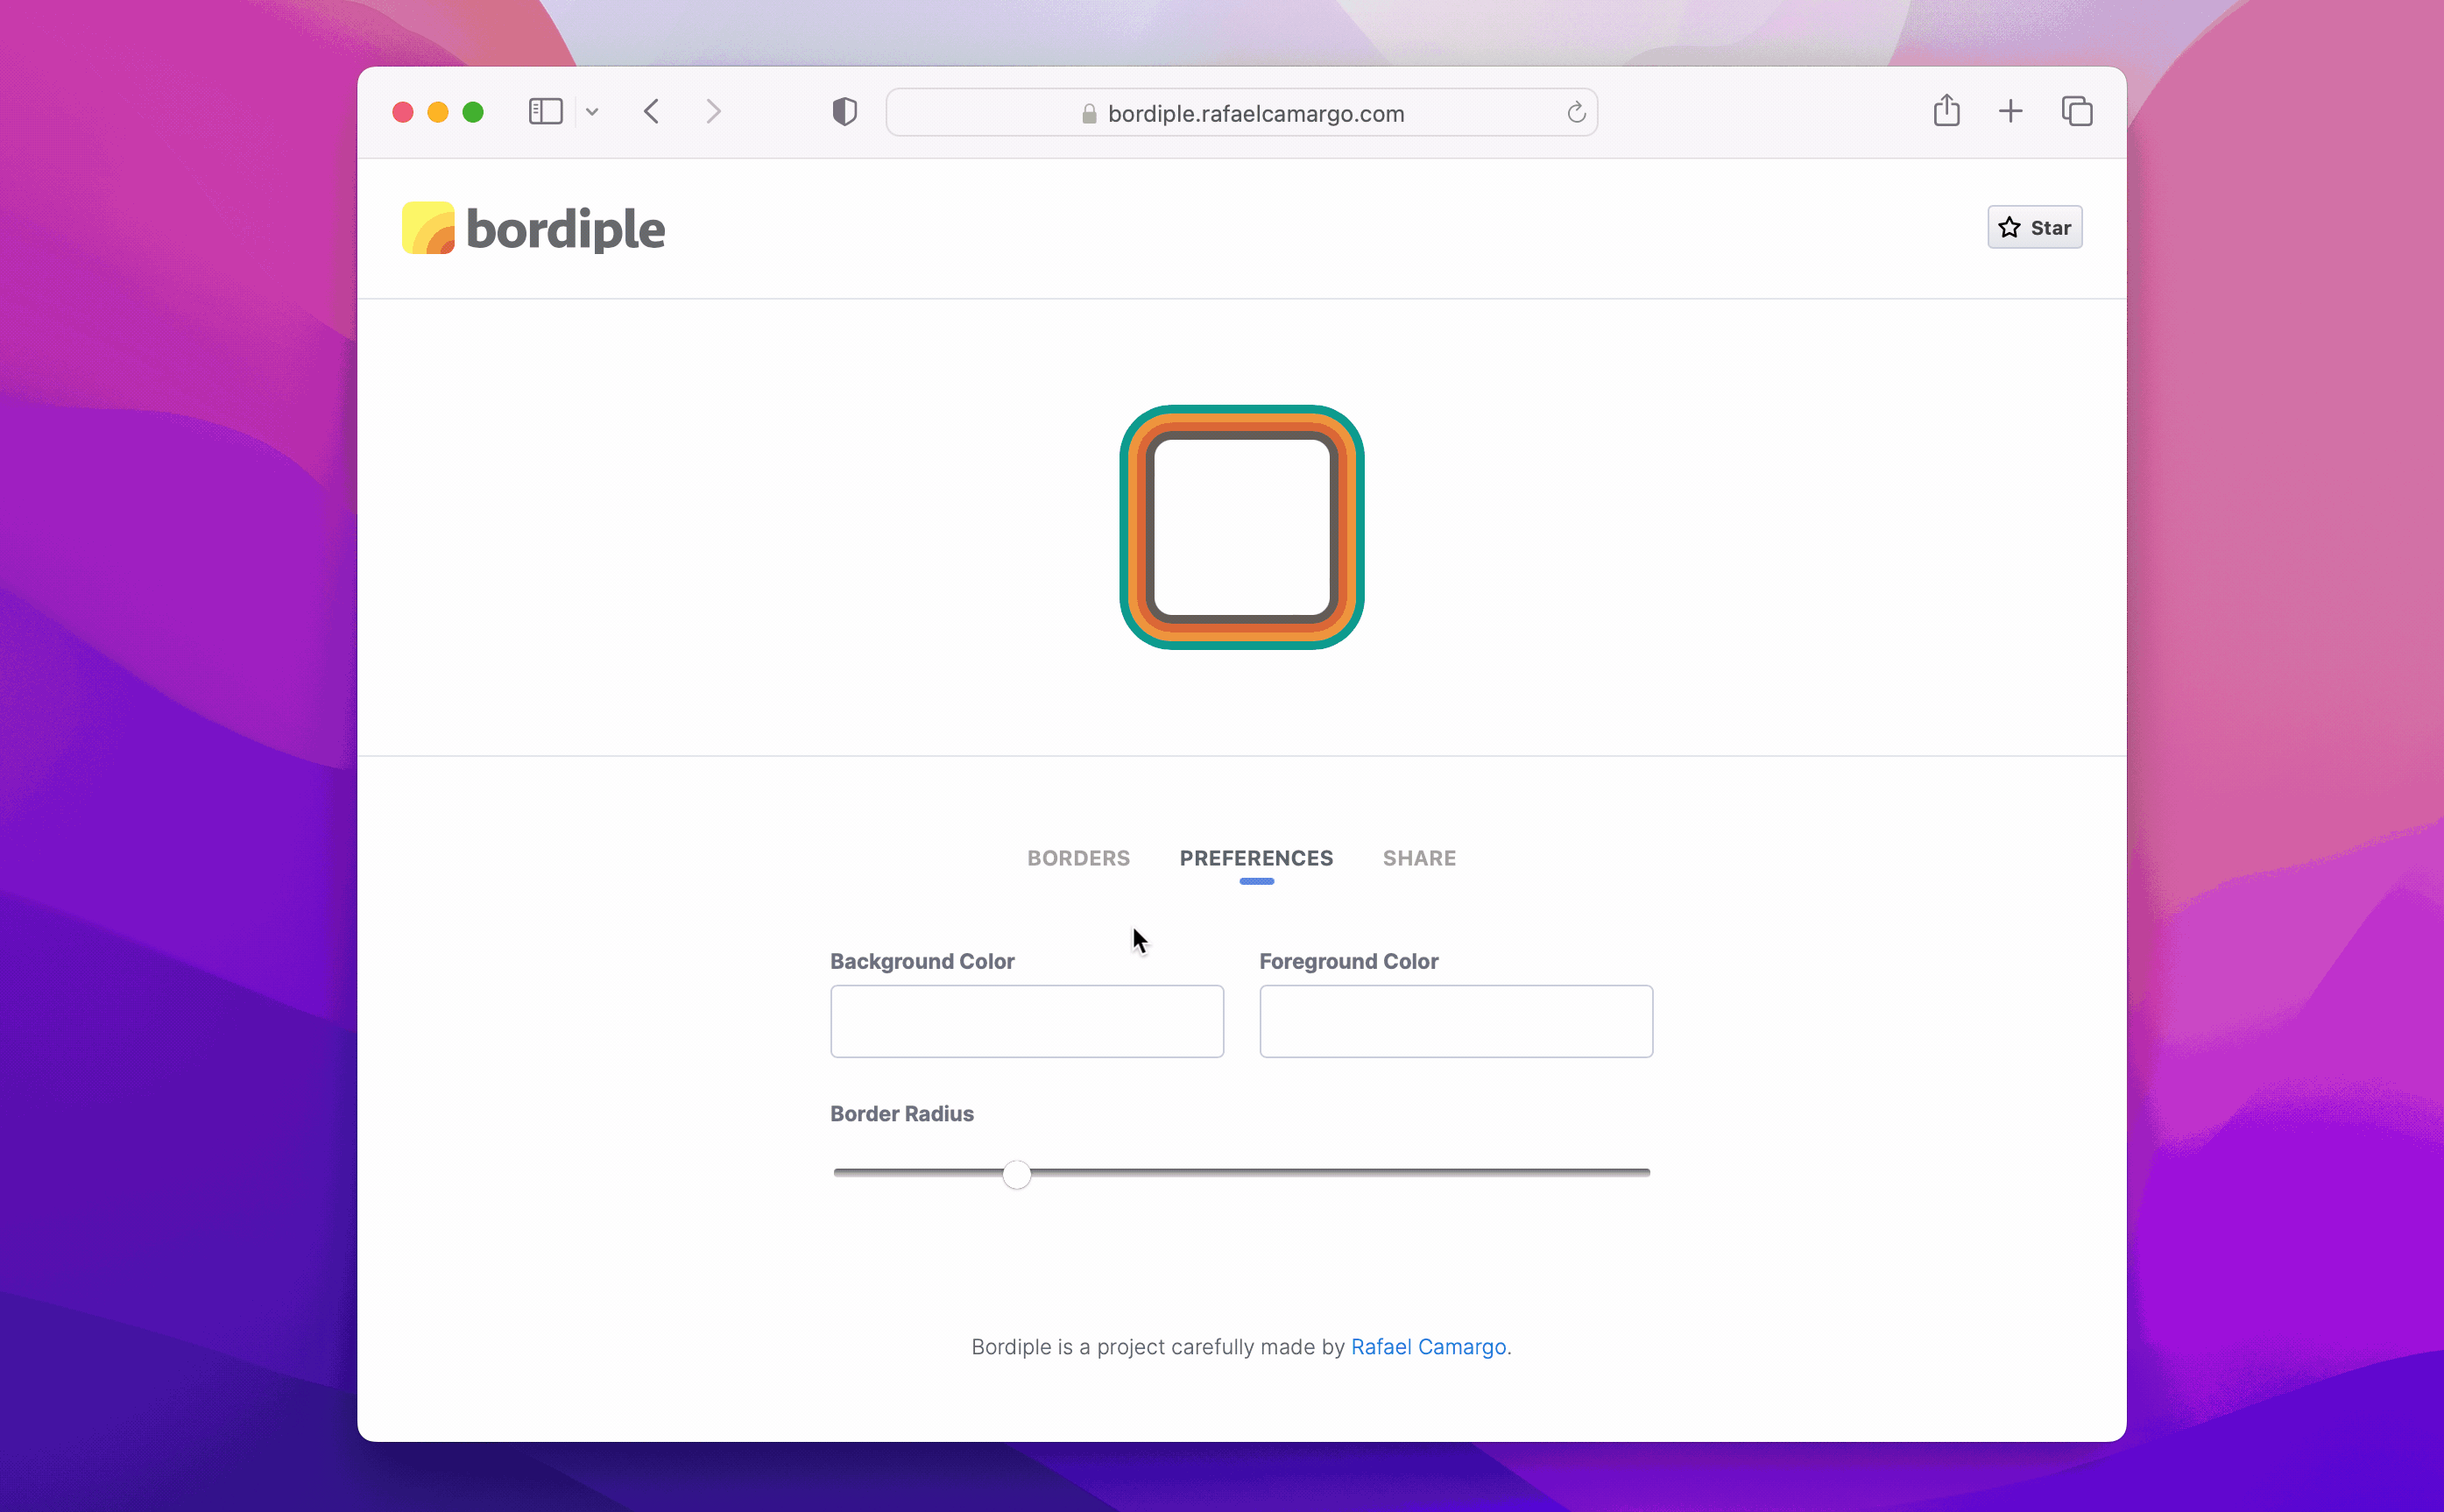 bordiple.rafaelcamargo.com
bordiple
Star
BORDERS PREFERENCES SHARE
Background Color Foreground Color
Border Radius
Bordiple is a project carefully made by Rafael Camargo.